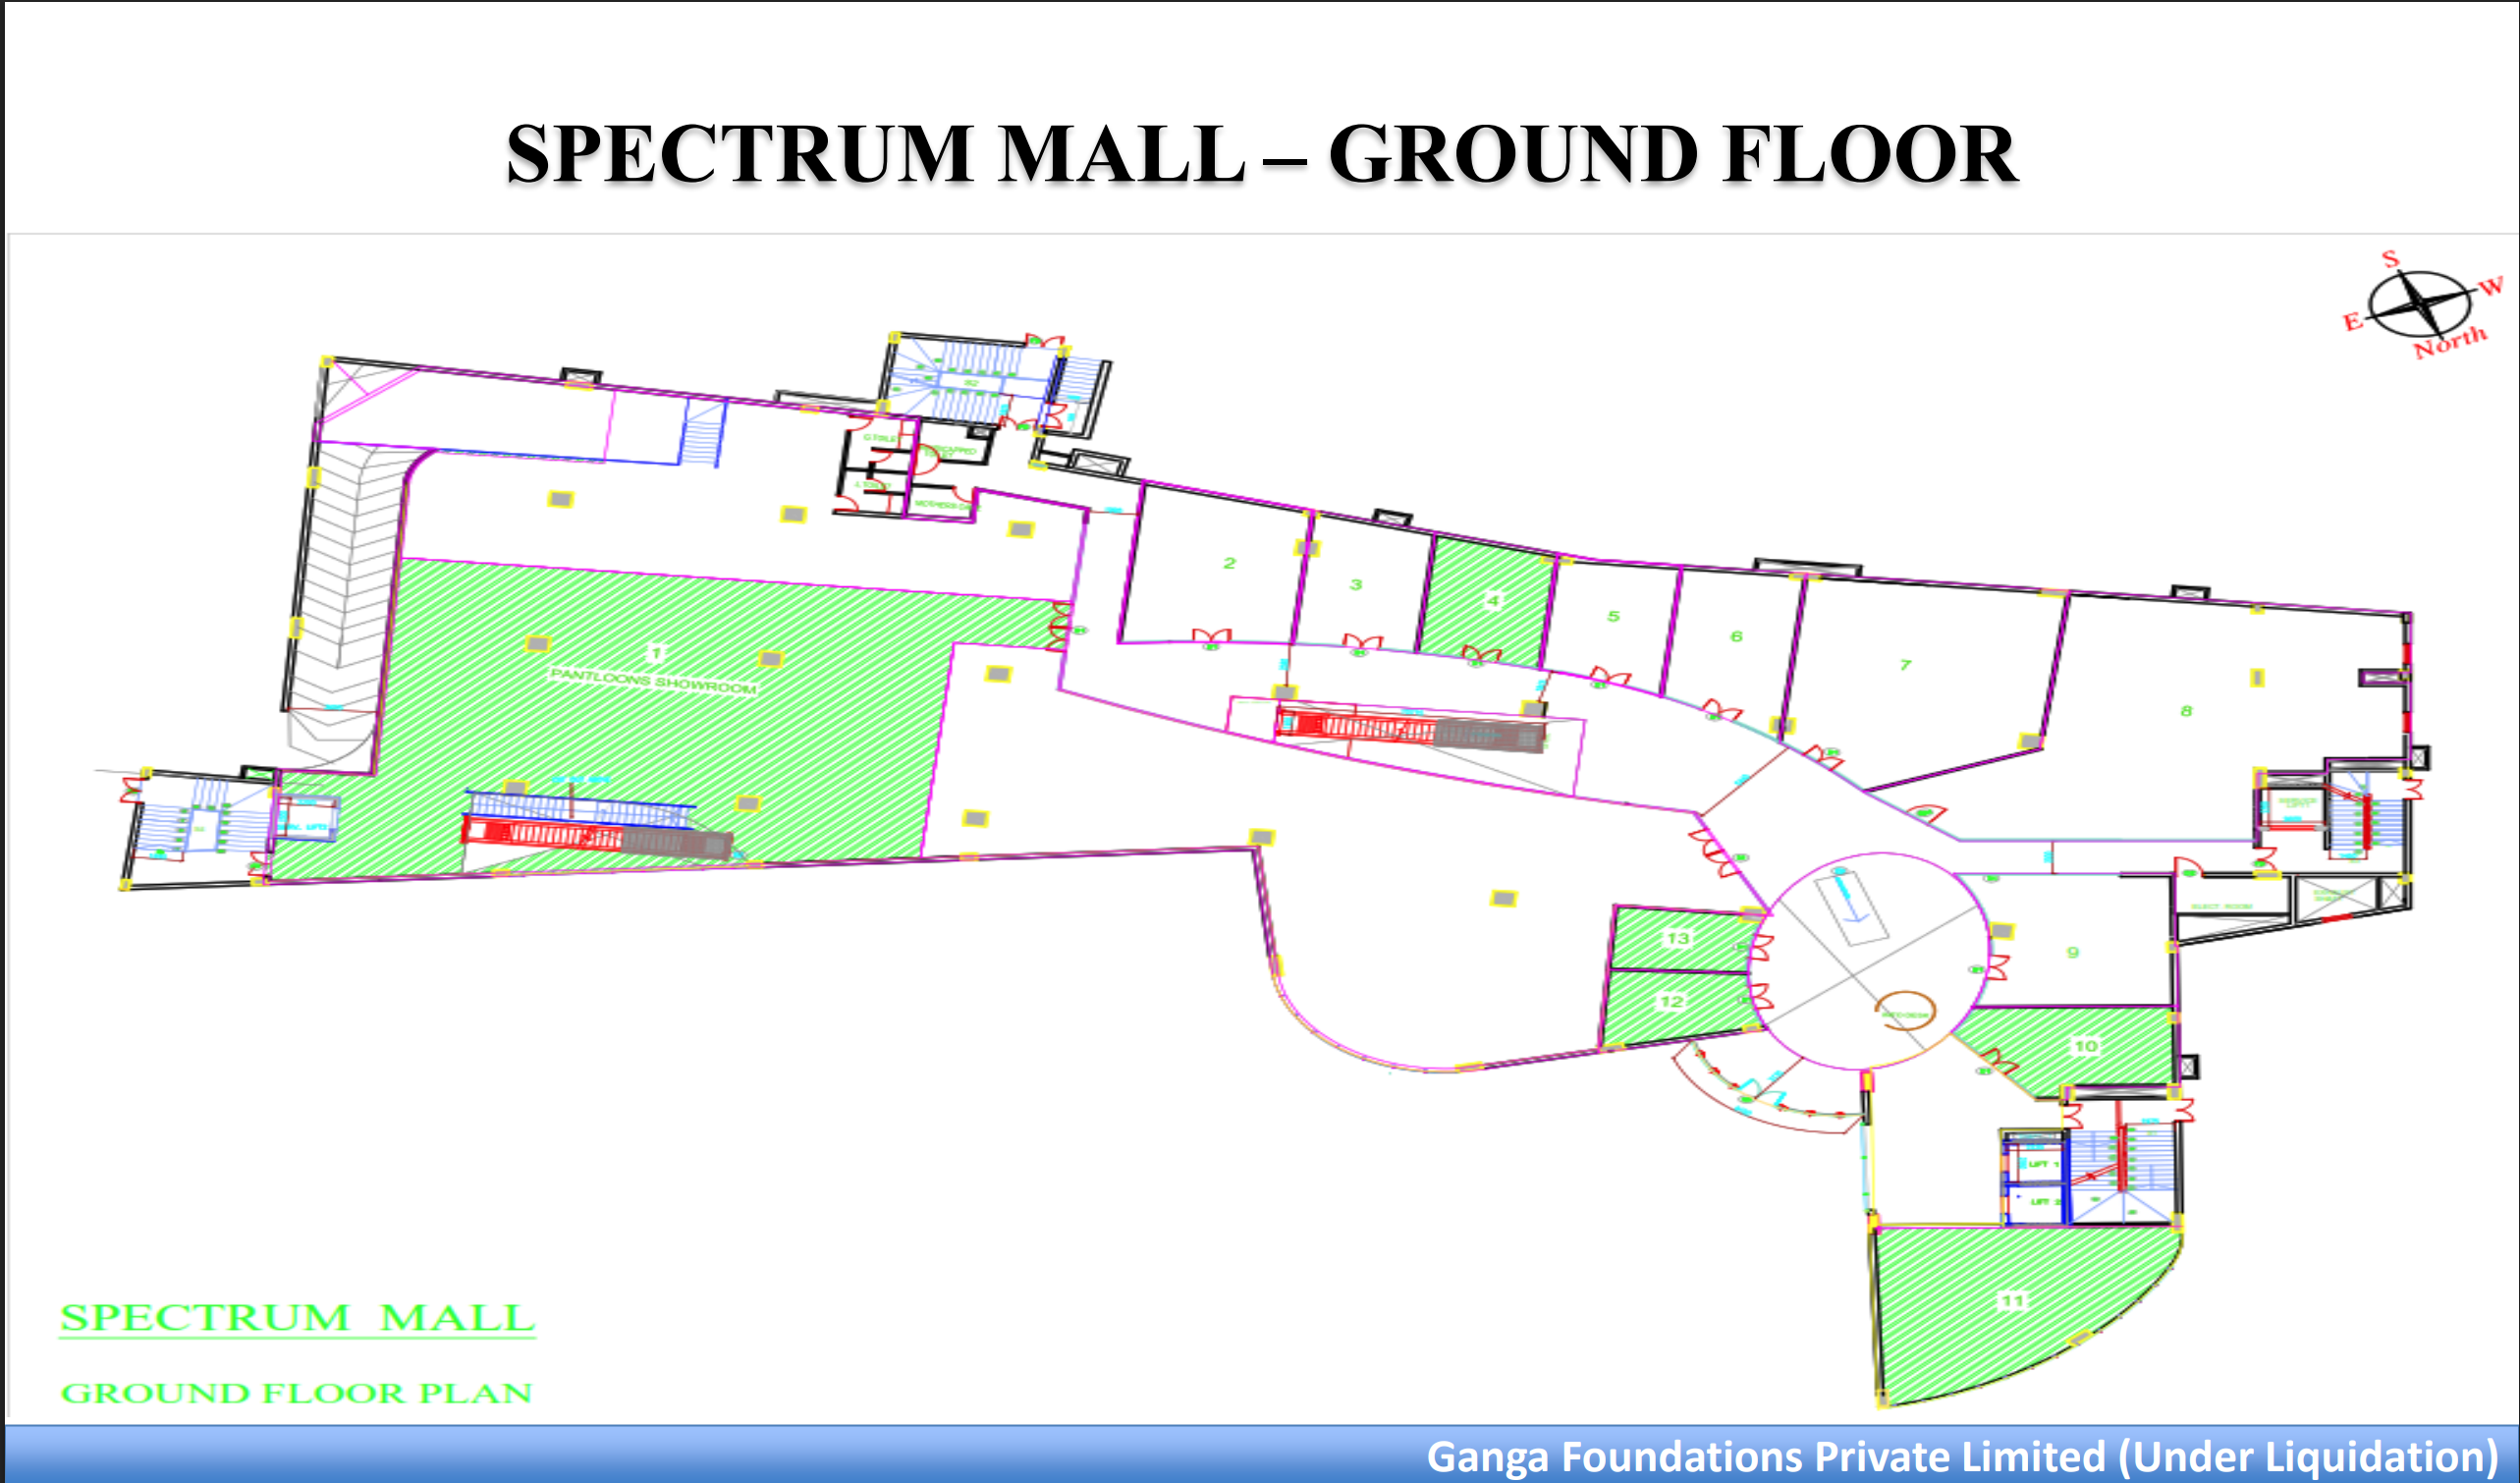 SPECTRUM MALL – GROUND FLOOR
S
W
E
North
2
3
4
5
6
7
8
1
PANTLOONS SHOWROOM
13
12
9
10
LIFT 1
LIFT 2
11
SPECTRUM MALL
GROUND FLOOR PLAN
Ganga Foundations Private Limited (Under Liquidation)